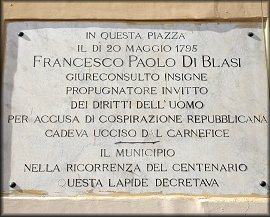 IN QUESTA PIAZZA
IL DÌ 20 MAGGIO 1795
FRANCESCO PAOLO DI BLASI
GIURECONSULTO INSIGNE
PROPUGNATORE INVITTO
DEI DIRITTI DELL'UOMO
PER ACCUSA DI COSPIRAZIONE REPUBBLICANA
CADEVA UCCISO DAL CARNEFICE
IL MUNICIPIO
NELLA RICORRENZA DEL CENTENARIO
QUESTA LAPIDE DECRETAVA